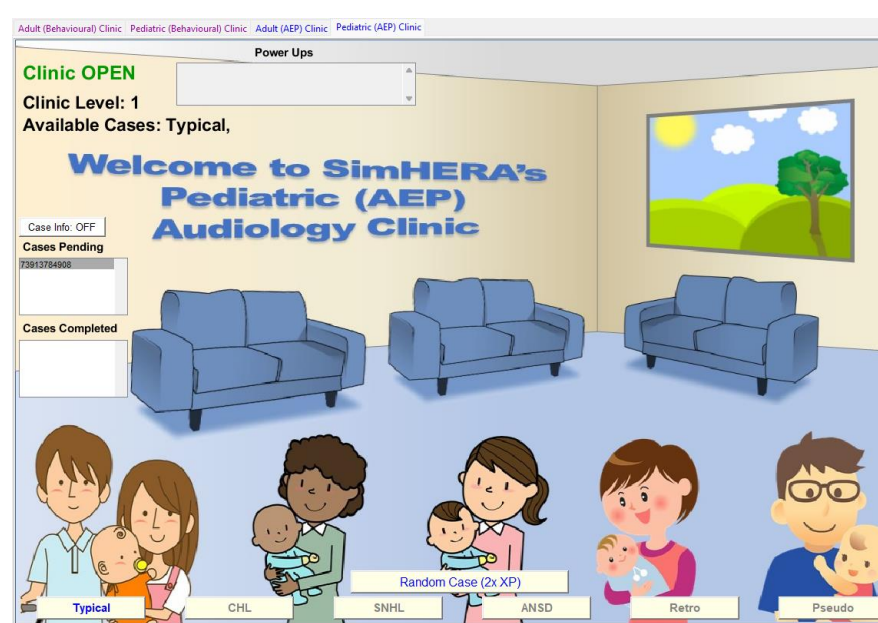 Adult (Behavioural) Clinic Pediatric (Behavioural) Clinic Adult (AEP) Clinic Pediatric (AEP) Clinic
Power Ups
Clinic OPEN
Clinic Level: 1
Available Cases: Typical,
Welcome to SimHERA's
Pediatric (AEP)
Audiology Clinic
Case Info: OFF
Cases Pending
73913784908
Cases Completed
Random Case (2x XP)
Typical CHL SNHL ANSD Retro Pseudo